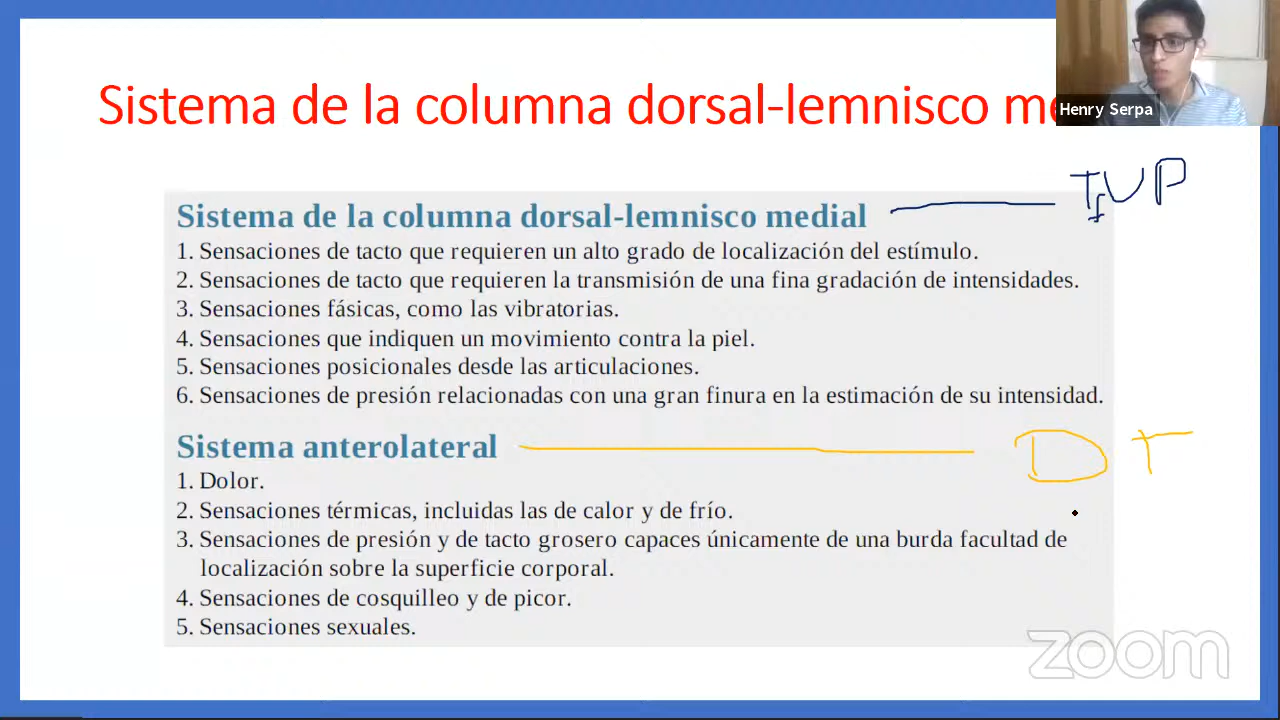 Sistema de la columna dorsal-lemnisco me
Henry Serpa
Tf V P
Sistema de la columna dorsal-lemnisco medial
1. Sensaciones de tacto que requieren un alto grado de localización del estímulo.
2. Sensaciones de tacto que requieren la transmisión de una fina gradación de intensidades.
3. Sensaciones fásicas, como las vibratorias.
4. Sensaciones que indiquen un movimiento contra la piel.
5. Sensaciones posicionales desde las articulaciones.
6. Sensaciones de presión relacionadas con una gran finura en la estimación de su intensidad.
Sistema anterolateral
D T
1. Dolor.
2. Sensaciones térmicas, incluidas las de calor y de frío.
3. Sensaciones de presión y de tacto grosero capaces únicamente de una burda facultad de
localización sobre la superficie corporal.
4. Sensaciones de cosquilleo y de picor.
5. Sensaciones sexuales.
zoom